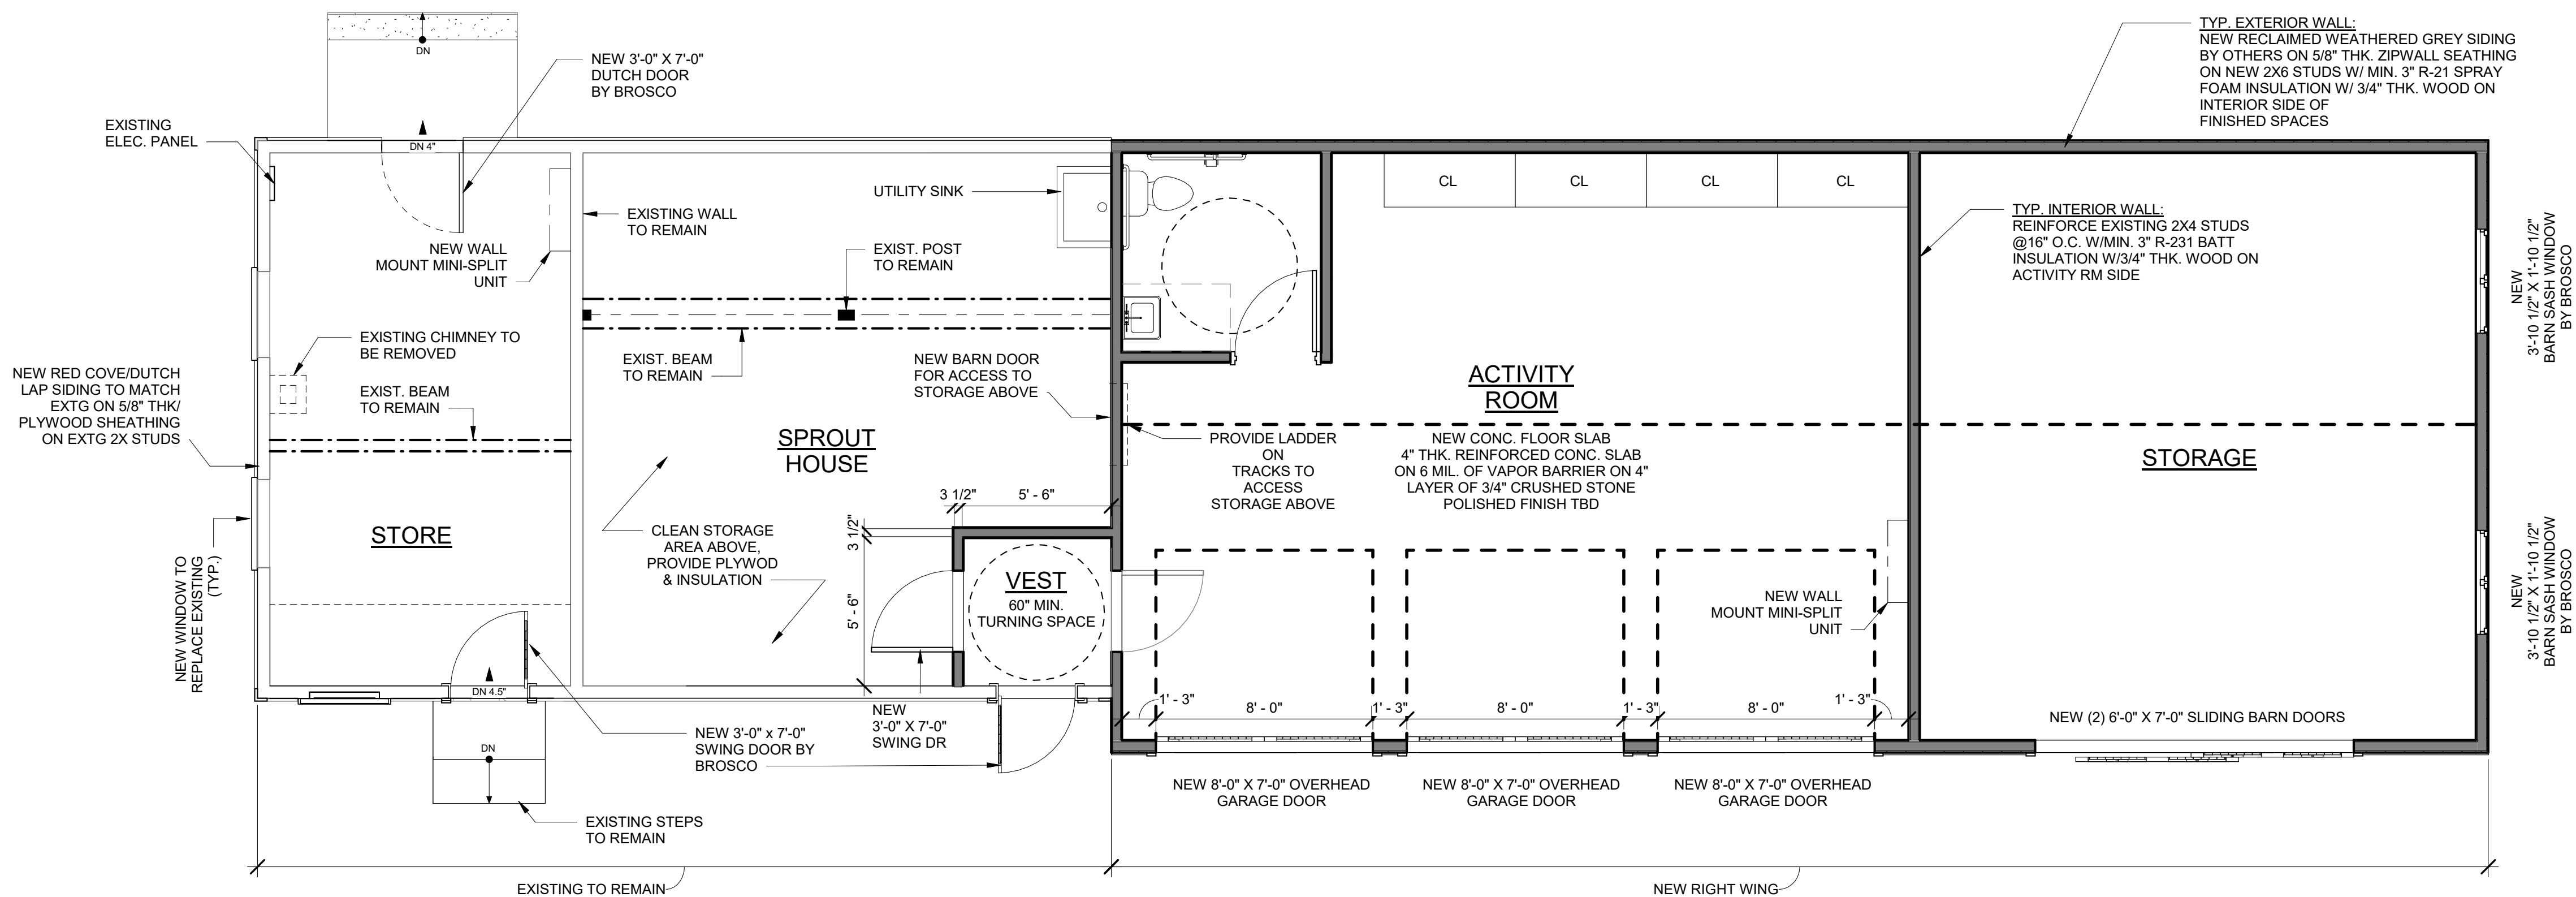 TYP. EXTERIOR WALL:
NEW RECLAIMED WEATHERED GREY SIDING
BY OTHERS ON 5/8" THK. ZIPWALL SEATHING
ON NEW 2X6 STUDS W/ MIN. 3" R-21 SPRAY
FOAM INSULATION W/ 3/4" THK. WOOD ON
INTERIOR SIDE OF
FINISHED SPACES
DN
NEW 3'-0" X 7'-0"
DUTCH DOOR
BY BROSCO
EXISTING
ELEC. PANEL
DN 4"
UTILITY SINK
CL
CL
CL
CL
EXISTING WALL
TO REMAIN
TYP. INTERIOR WALL:
REINFORCE EXISTING 2X4 STUDS
@16" O.C. W/MIN. 3" R-231 BATT
INSULATION W/3/4" THK. WOOD ON
ACTIVITY RM SIDE
NEW WALL
MOUNT MINI-SPLIT
UNIT
EXIST. POST
TO REMAIN
NEW
3'-10 1/2" X 1'-10 1/2"
BARN SASH WINDOW
BY BROSCO
EXISTING CHIMNEY TO
BE REMOVED
EXIST. BEAM
TO REMAIN
NEW BARN DOOR
FOR ACCESS TO
STORAGE ABOVE
NEW RED COVE/DUTCH
LAP SIDING TO MATCH
EXTG ON 5/8" THK/
PLYWOOD SHEATHING
ON EXTG 2X STUDS
EXIST. BEAM
TO REMAIN
ACTIVITY
ROOM
SPROUT
HOUSE
PROVIDE LADDER
ON
TRACKS TO
ACCESS
STORAGE ABOVE
NEW CONC. FLOOR SLAB
4" THK. REINFORCED CONC. SLAB
ON 6 MIL. OF VAPOR BARRIER ON 4"
LAYER OF 3/4" CRUSHED STONE
POLISHED FINISH TBD
STORAGE
3 1/2"
5' - 6"
STORE
CLEAN STORAGE
AREA ABOVE,
PROVIDE PLYWOD
& INSULATION
3 1/2"
5' - 6"
VEST
60" MIN.
TURNING SPACE
NEW WINDOW TO
REPLACE EXISTING
(TYP.)
NEW WALL
MOUNT MINI-SPLIT
UNIT
NEW
3'-10 1/2" X 1'-10 1/2"
BARN SASH WINDOW
BY BROSCO
DN 4.5"
1' - 3"
8' - 0"
1' - 3"
8' - 0"
1' - 3"
8' - 0"
1' - 3"
NEW (2) 6'-0" X 7'-0" SLIDING BARN DOORS
NEW
3'-0" X 7'-0"
SWING DR
NEW 3'-0" x 7'-0"
SWING DOOR BY
BROSCO
DN
NEW 8'-0" X 7'-0" OVERHEAD
GARAGE DOOR
NEW 8'-0" X 7'-0" OVERHEAD
GARAGE DOOR
NEW 8'-0" X 7'-0" OVERHEAD
GARAGE DOOR
EXISTING STEPS
TO REMAIN
EXISTING TO REMAIN
NEW RIGHT WING